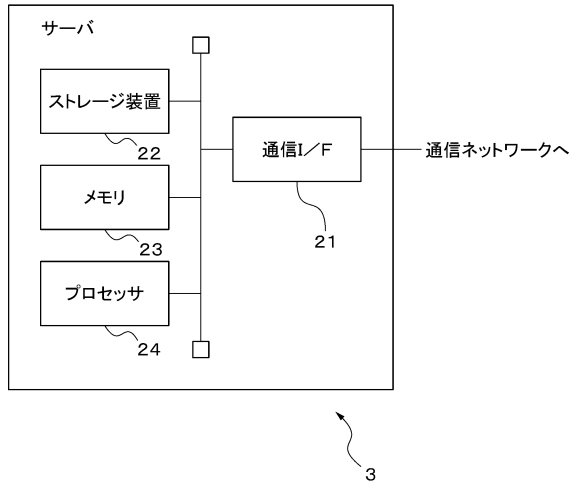 サーバ
ストレージ装置
22
通信I／F
通信ネットワークへ
21
メモリ
23
プロセッサ
24
3